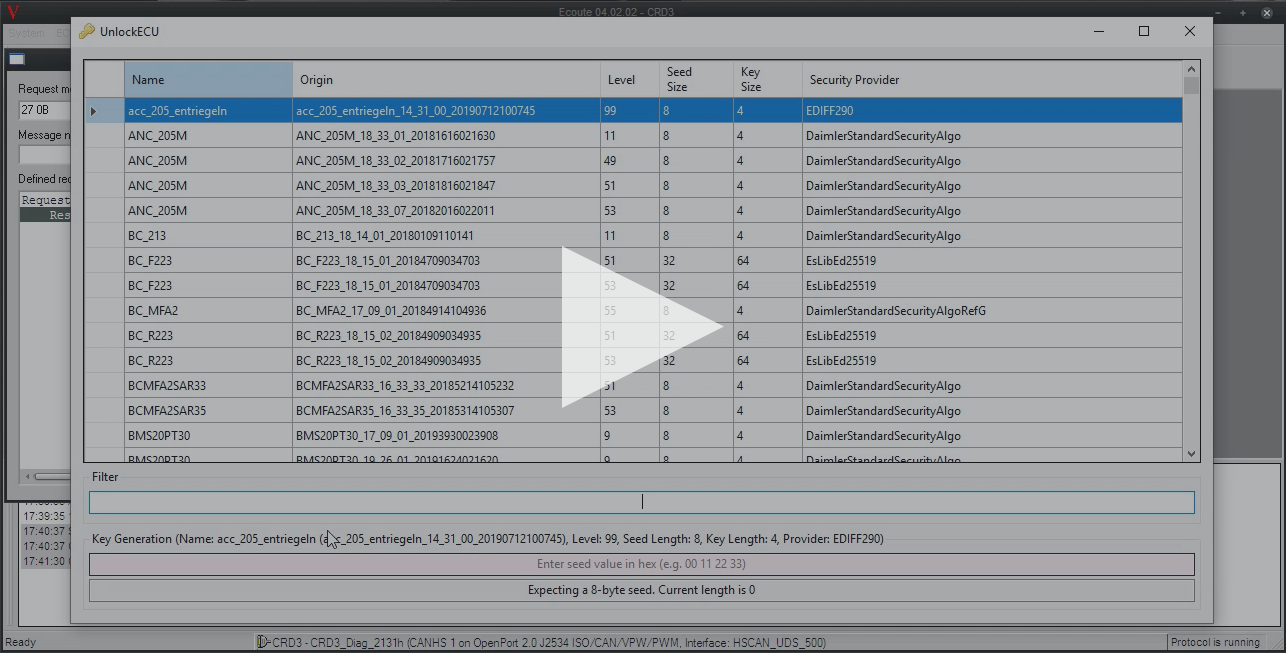 Ecoute 04.02.02 - CRD3
System
UnlockECU
Request m
27 0B
Message n
Defined rec
Request
Res
Name Origin Level Seed Size Key Size Security Provider
acc_205_entriegeln acc_205_entriegeln_14_31_00_20190712100745 99 8 4 EDIFF290
ANC_205M ANC_205M_18_33_01_20181616021630 11 8 4 DaimlerStandardSecurityAlgo
ANC_205M ANC_205M_18_33_02_20181716021757 49 8 4 DaimlerStandardSecurityAlgo
ANC_205M ANC_205M_18_33_03_20181816021847 51 8 4 DaimlerStandardSecurityAlgo
ANC_205M ANC_205M_18_33_07_20182016022011 53 8 4 DaimlerStandardSecurityAlgo
BC_213 BC_213_18_14_01_20180109110141 11 8 4 DaimlerStandardSecurityAlgo
BC_F223 BC_F223_18_15_01_20184709034703 51 32 64 EsLibEd25519
BC_F223 BC_F223_18_15_01_20184709034703 53 32 64 EsLibEd25519
BC_MFA2 BC_MFA2_17_09_01_20184914104936 55 8 4 DaimlerStandardSecurityAlgoRefG
BC_R223 BC_R223_18_15_02_20184909034935 51 32 64 EsLibEd25519
BC_R223 BC_R223_18_15_02_20184909034935 53 32 64 EsLibEd25519
BCMFA2SAR33 BCMFA2SAR33_16_33_33_20185214105232 51 8 4 DaimlerStandardSecurityAlgo
BCMFA2SAR35 BCMFA2SAR35_16_33_35_20185314105307 53 8 4 DaimlerStandardSecurityAlgo
BMS20PT30 BMS20PT30_17_09_01_20193930023908 9 8 4 DaimlerStandardSecurityAlgo
BMS20PT30 BMS20PT30_19_26_01_20191624021620 9 8 4 DaimlerStandardSecurityAlgo
Filter
17:39:35
17:40:37
17:40:37
17:41:30
Key Generation (Name: acc_205_entriegeln (acc_205_entriegeln_14_31_00_20190712100745), Level: 99, Seed Length: 8, Key Length: 4, Provider: EDIFF290)
Enter seed value in hex (e.g. 00 11 22 33)
Expecting a 8-byte seed. Current length is 0
Ready
CRD3 - CRD3_Diag_2131h (CANHS 1 on OpenPort 2.0 J2534 ISO/CAN/VPW/PWM, Interface: HSCAN_UDS_500)
Protocol is running